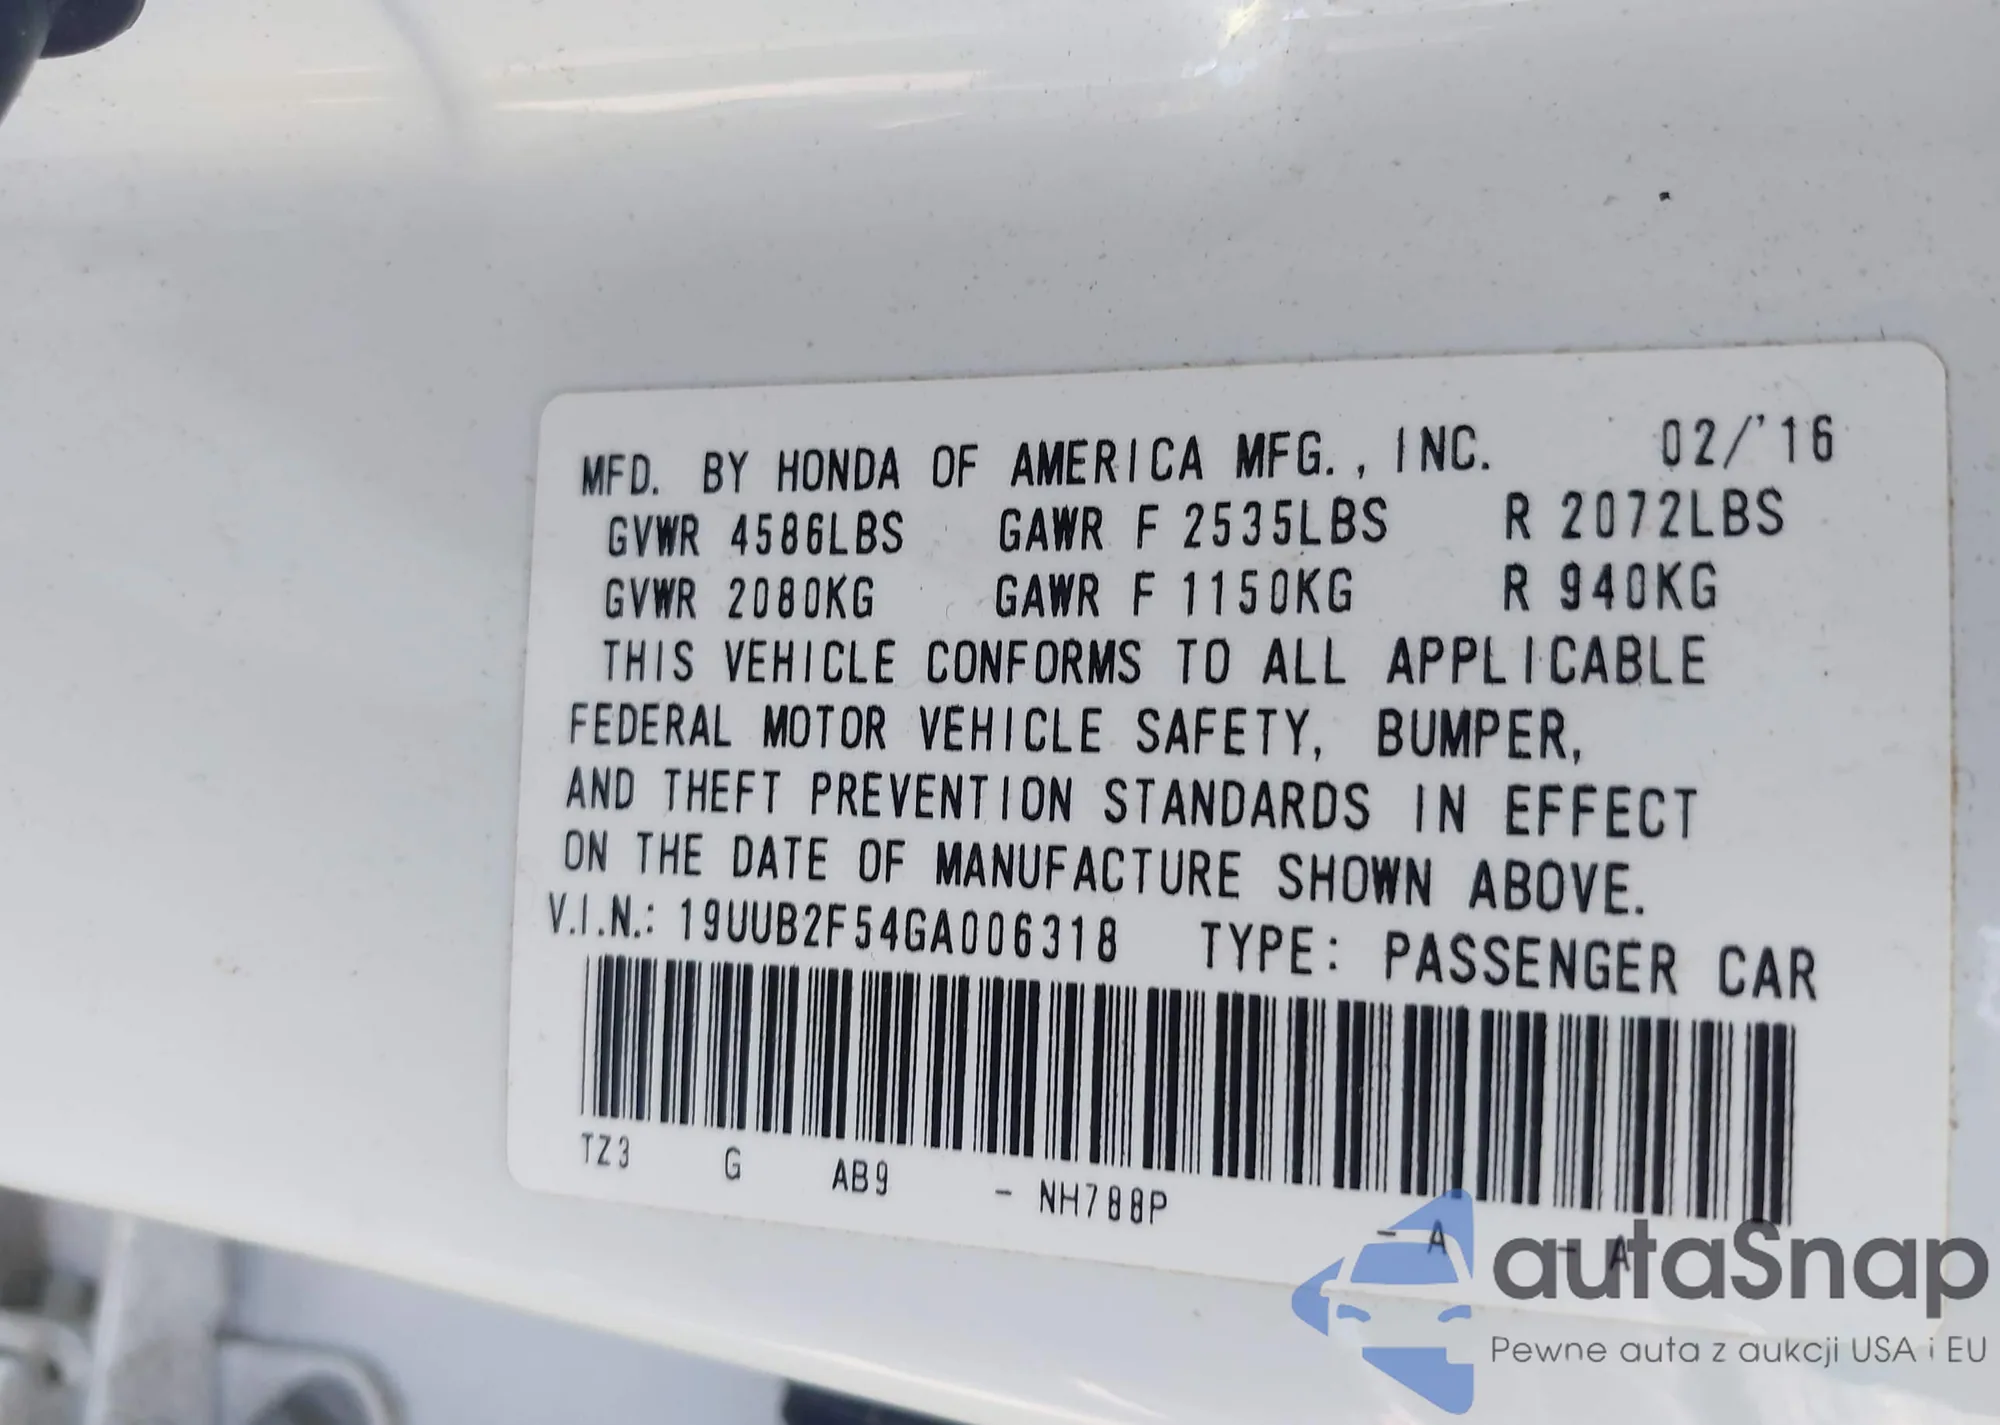 MFD. BY HONDA OF AMERICA MFG., INC. 02/'16
GVWR 4586LBS GAWR F 2535LBS R 2072LBS
GVWR 2080KG GAWR F 1150KG R 940KG
THIS VEHICLE CONFORMS TO ALL APPLICABLE
FEDERAL MOTOR VEHICLE SAFETY, BUMPER,
AND THEFT PREVENTION STANDARDS IN EFFECT
ON THE DATE OF MANUFACTURE SHOWN ABOVE.
V.I.N.: 19UUB2F54GA006318 TYPE: PASSENGER CAR
TZ3 G AB9 - NH788P - A - A
autaSnap
Pewne auta z aukcji USA i EU